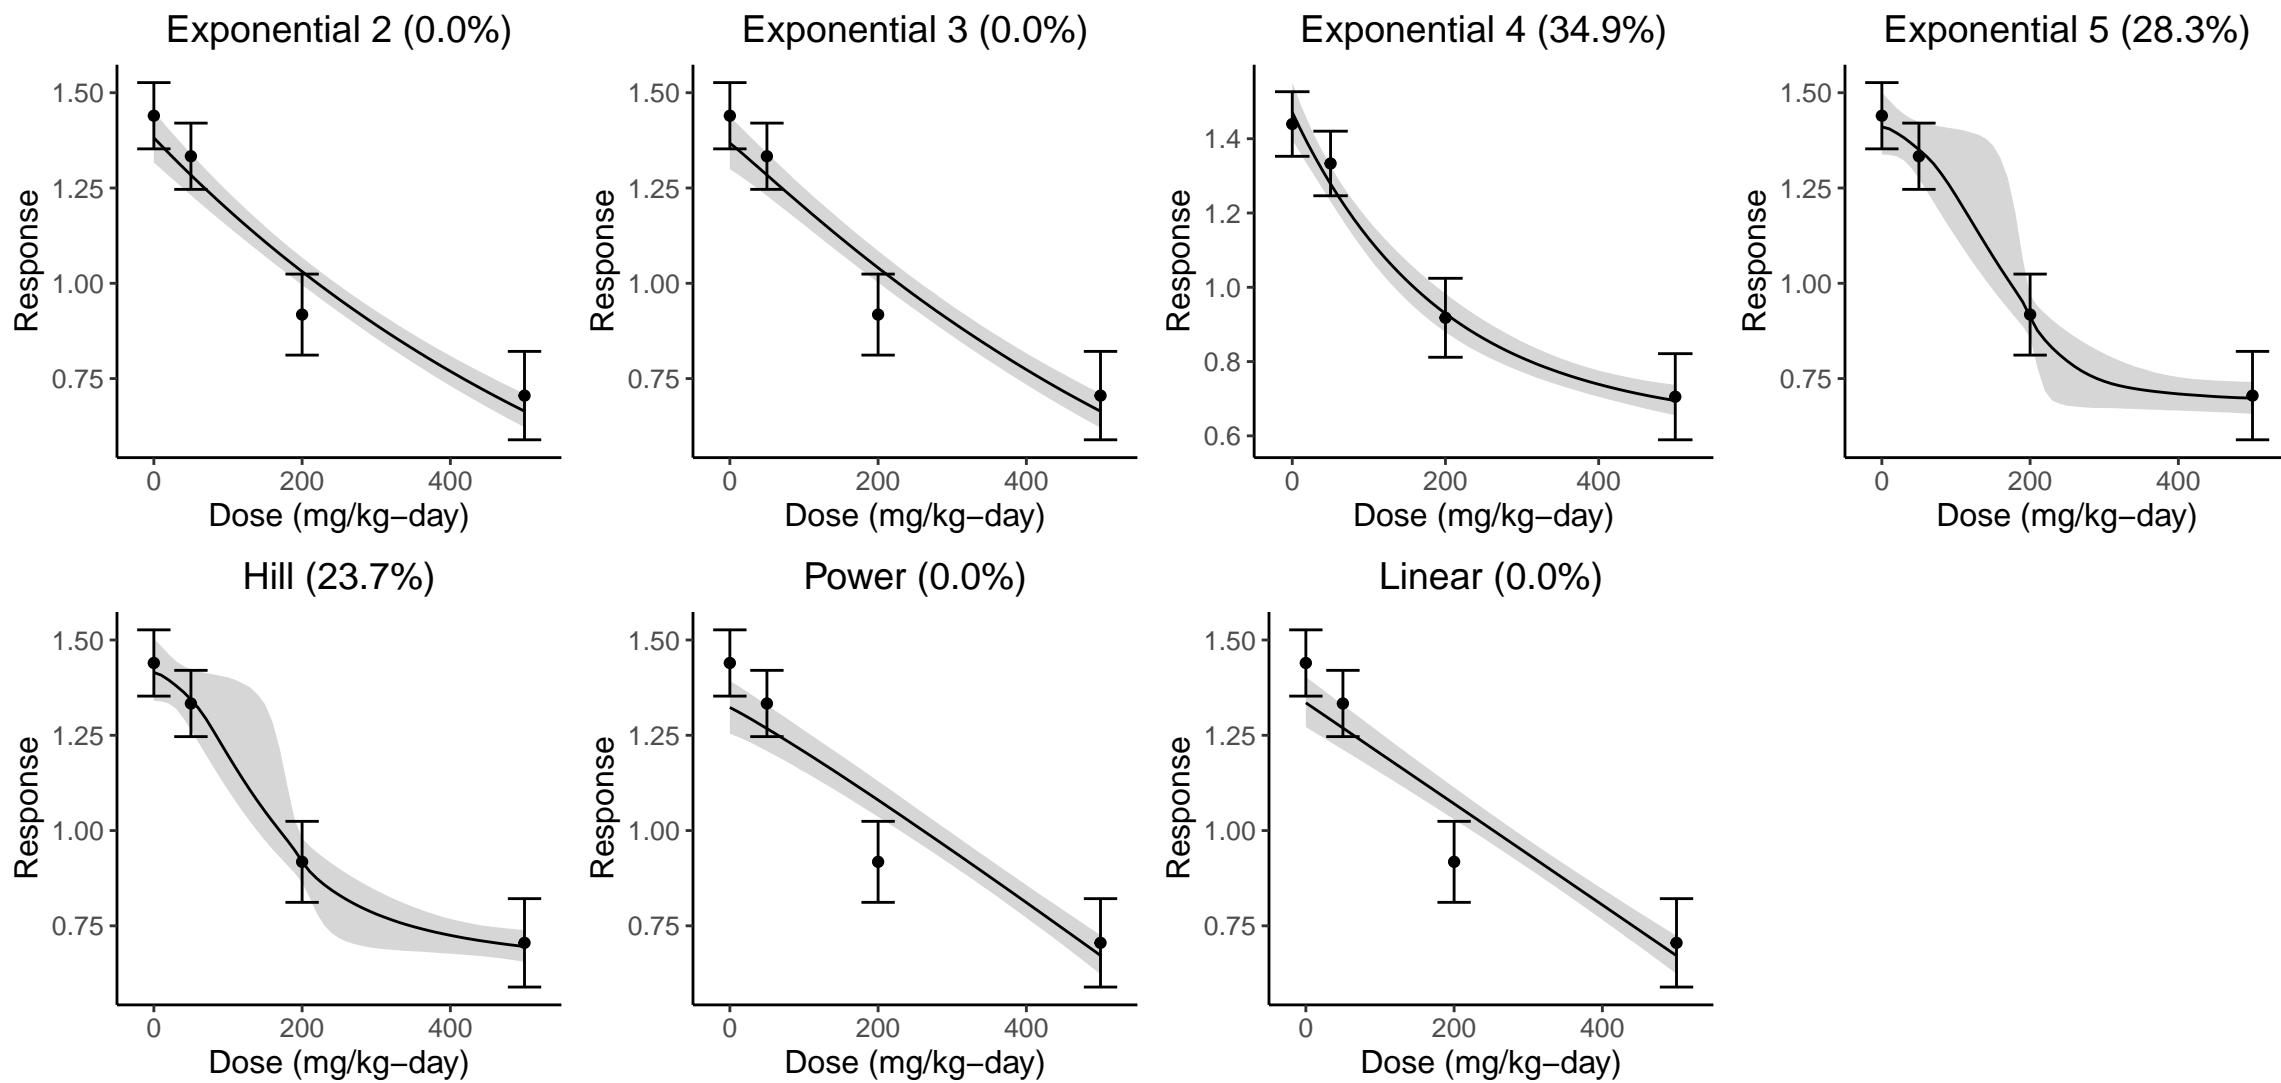 Exponential 2 (0.0%)
1.50
1.25
1.00
0.75
Response
0 200 400
Dose (mg/kg−day)
Exponential 3 (0.0%)
1.50
1.25
1.00
0.75
Response
0 200 400
Dose (mg/kg−day)
Exponential 4 (34.9%)
1.4
1.2
1.0
0.8
0.6
Response
0 200 400
Dose (mg/kg−day)
Exponential 5 (28.3%)
1.50
1.25
1.00
0.75
Response
0 200 400
Dose (mg/kg−day)
Hill (23.7%)
1.50
1.25
1.00
0.75
Response
0 200 400
Dose (mg/kg−day)
Power (0.0%)
1.50
1.25
1.00
0.75
Response
0 200 400
Dose (mg/kg−day)
Linear (0.0%)
1.50
1.25
1.00
0.75
Response
0 200 400
Dose (mg/kg−day)